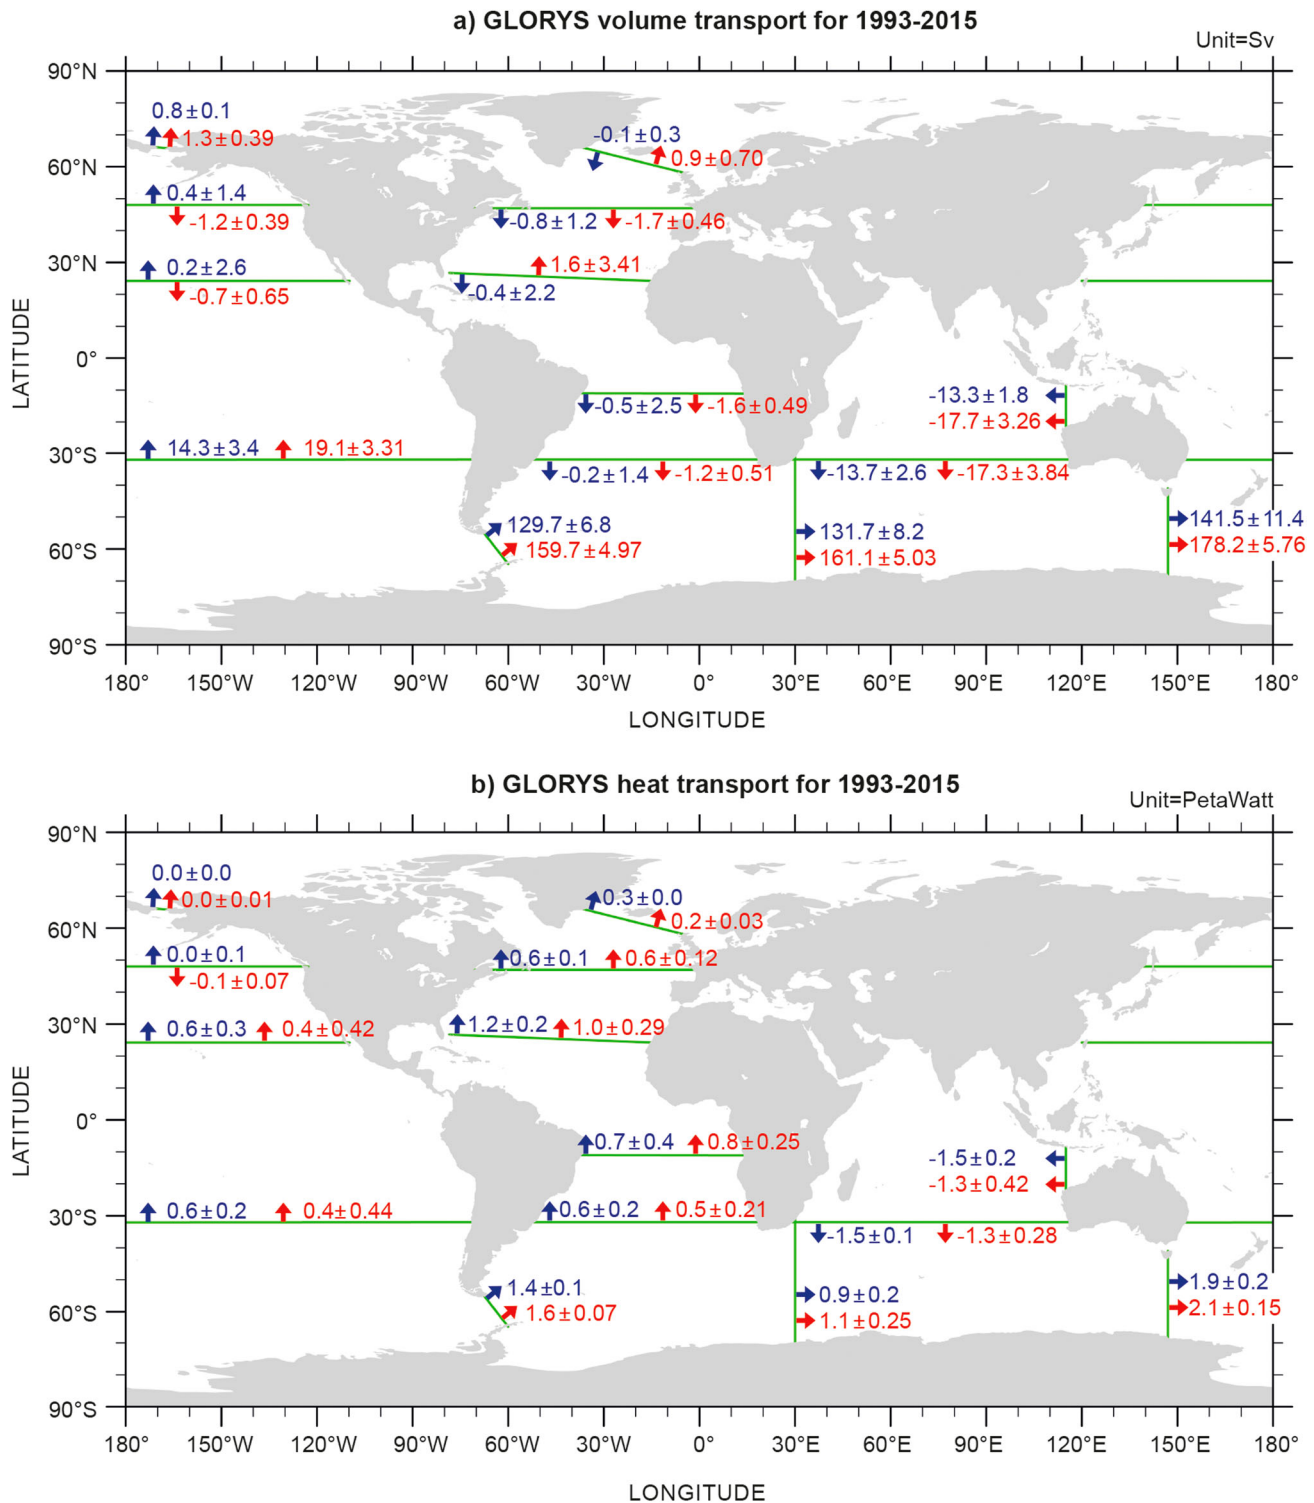 a) GLORYS volume transport for 1993-2015
Unit=Sv
90°N
0.8±0.1
1.3±0.39
-0.1±0.3
0.9±0.70
60°N
0.4±1.4
-1.2±0.39
-0.8±1.2
-1.7±0.46
30°N
0.2±2.6
-0.7±0.65
1.6±3.41
-0.4±2.2
LATITUDE
0°
-0.5±2.5
-1.6±0.49
-13.3±1.8
-17.7±3.26
30°S
14.3±3.4
19.1±3.31
-0.2±1.4
-1.2±0.51
-13.7±2.6
-17.3±3.84
129.7±6.8
159.7±4.97
131.7±8.2
161.1±5.03
141.5±11.4
178.2±5.76
60°S
90°S
180° 150°W 120°W 90°W 60°W 30°W 0° 30°E 60°E 90°E 120°E 150°E 180°
LONGITUDE
b) GLORYS heat transport for 1993-2015
Unit=PetaWatt
90°N
0.0±0.0
0.0±0.01
0.3±0.0
0.2±0.03
60°N
0.0±0.1
-0.1±0.07
0.6±0.1
0.6±0.12
30°N
0.6±0.3
0.4±0.42
1.2±0.2
1.0±0.29
LATITUDE
0°
0.7±0.4
0.8±0.25
-1.5±0.2
-1.3±0.42
30°S
0.6±0.2
0.4±0.44
0.6±0.2
0.5±0.21
-1.5±0.1
-1.3±0.28
1.4±0.1
1.6±0.07
0.9±0.2
1.1±0.25
1.9±0.2
2.1±0.15
60°S
90°S
180° 150°W 120°W 90°W 60°W 30°W 0° 30°E 60°E 90°E 120°E 150°E 180°
LONGITUDE